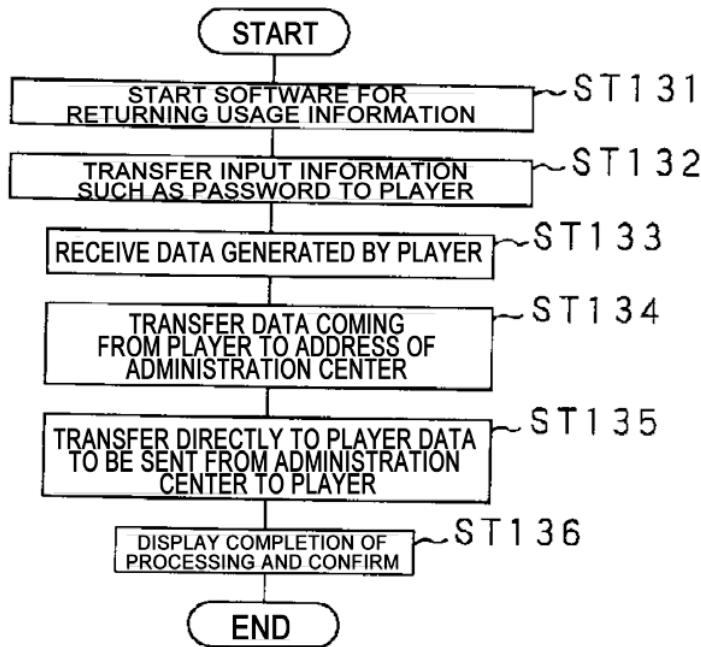 START
START SOFTWARE FOR
RETURNING USAGE INFORMATION
ST131
TRANSFER INPUT INFORMATION
SUCH AS PASSWORD TO PLAYER
ST132
RECEIVE DATA GENERATED BY PLAYER
ST133
TRANSFER DATA COMING
FROM PLAYER TO ADDRESS OF
ADMINISTRATION CENTER
ST134
TRANSFER DIRECTLY TO PLAYER DATA
TO BE SENT FROM ADMINISTRATION
CENTER TO PLAYER
ST135
DISPLAY COMPLETION OF
PROCESSING AND CONFIRM
ST136
END